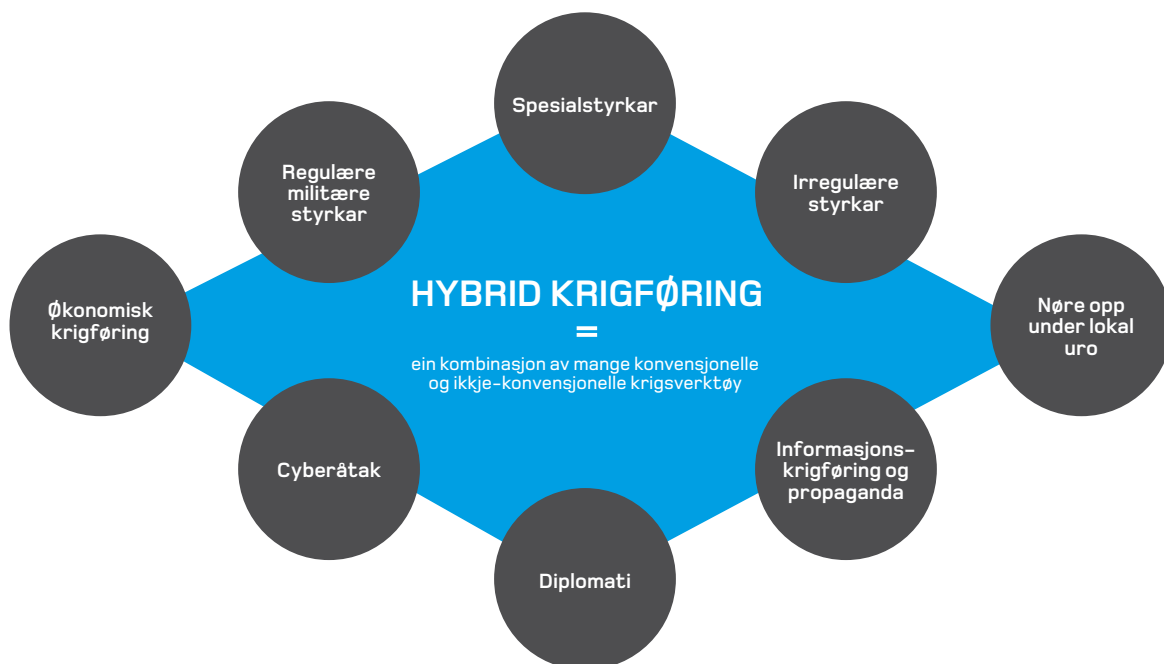 Spesialstyrkar
Regulære
militære
styrkar
Irregulære
styrkar
Økonomisk
krigføring
HYBRID KRIGFØRING
=
ein kombinasjon av mange konvensjonelle
og ikkje-konvensjonelle krigsverktøy
Nøre opp
under lokal
uro
Cyberåtak
Informasjons-
krigføring og
propaganda
Diplomati